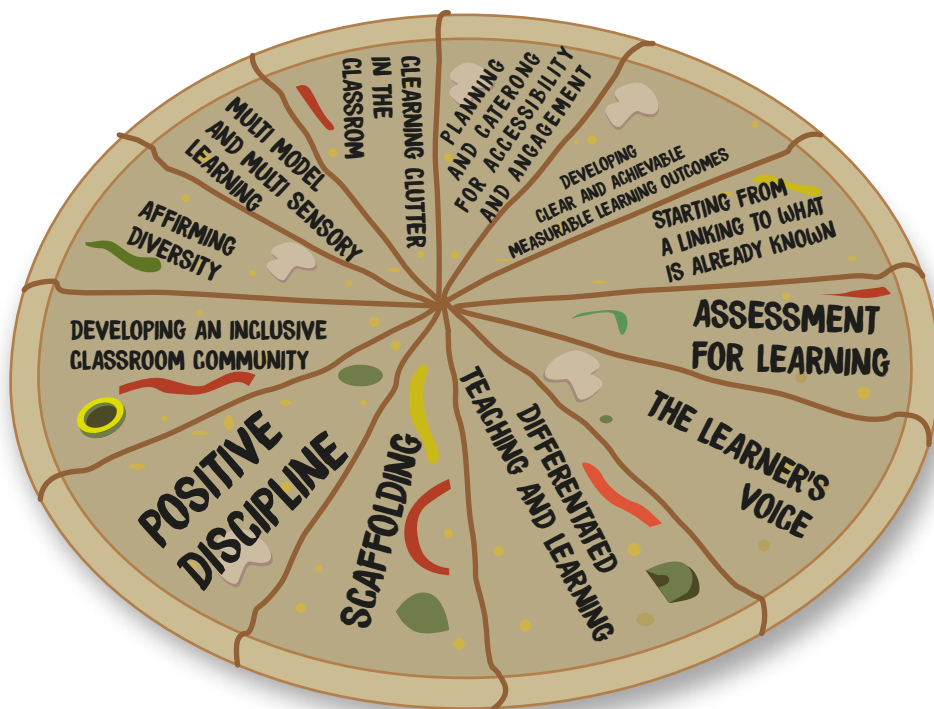 CLEARNING CLUTTER
IN THE
CLASSROM
PLANNING
AND CATERONG
FOR ACCESSIBILITY
AND ANGAGEMENT
DEVELOPING
CLEAR AND ACHIEVABLE
MEASURABLE LEARNING OUTCOMES
STARTING FROM
A LINKING TO WHAT
IS ALREADY KNOWN
ASSESSMENT
FOR LEARNING
THE LEARNER'S
VOICE
DIFFERENTATED
TEACHING AND LEARNING
SCAFFOLDING
POSITIVE
DISCIPLINE
DEVELOPING AN INCLUSIVE
CLASSROOM COMMUNITY
AFFIRMING
DIVERSITY
MULTI MODEL
AND MULTI SENSORY
LEARNING